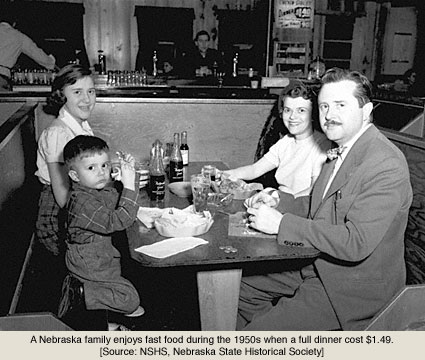 A Nebraska family enjoys fast food during the 1950s when a full dinner cost $1.49.
[Source: NSHS, Nebraska State Historical Society]